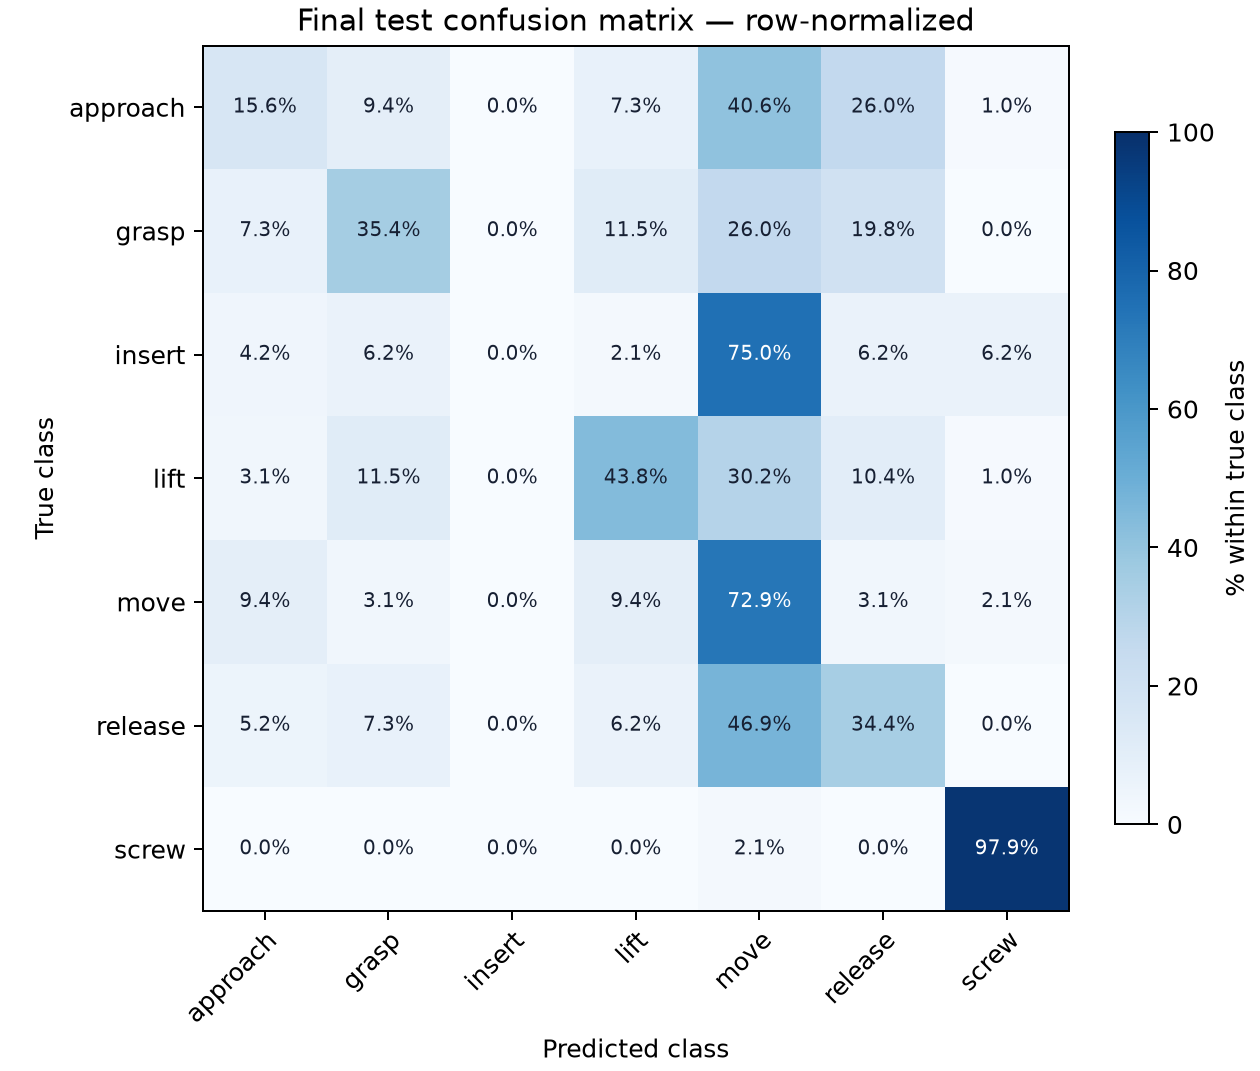 Final test confusion matrix — row-normalized
approach 15.6% 9.4% 0.0% 7.3% 40.6% 26.0% 1.0%
grasp 7.3% 35.4% 0.0% 11.5% 26.0% 19.8% 0.0%
insert 4.2% 6.2% 0.0% 2.1% 75.0% 6.2% 6.2%
lift 3.1% 11.5% 0.0% 43.8% 30.2% 10.4% 1.0%
move 9.4% 3.1% 0.0% 9.4% 72.9% 3.1% 2.1%
release 5.2% 7.3% 0.0% 6.2% 46.9% 34.4% 0.0%
screw 0.0% 0.0% 0.0% 0.0% 2.1% 0.0% 97.9%
approach grasp insert lift move release screw
Predicted class
True class
100
80
60
40
20
0
% within true class